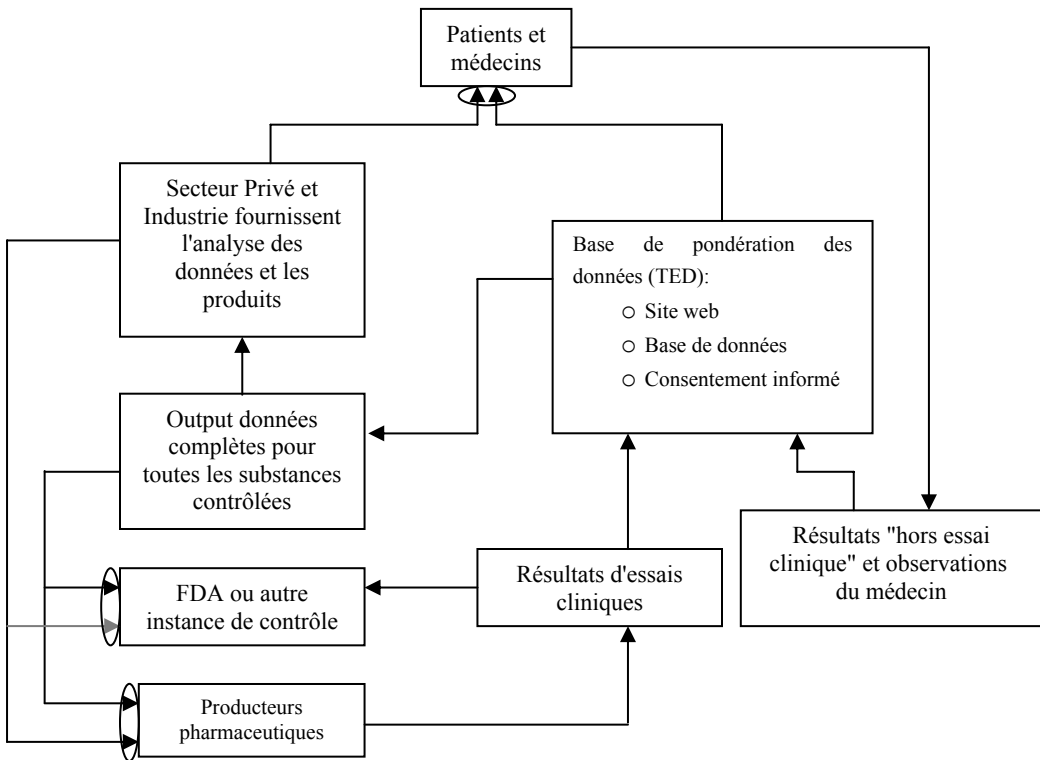 Patients et
médecins
Secteur Privé et
Industrie fournissent
l'analyse des
données et les
produits
Base de pondération des
données (TED):
○ Site web
○ Base de données
○ Consentement informé
Output données
complètes pour
toutes les substances
contrôlées
Résultats "hors essai
clinique" et observations
du médecin
Résultats d'essais
cliniques
FDA ou autre
instance de contrôle
Producteurs
pharmaceutiques